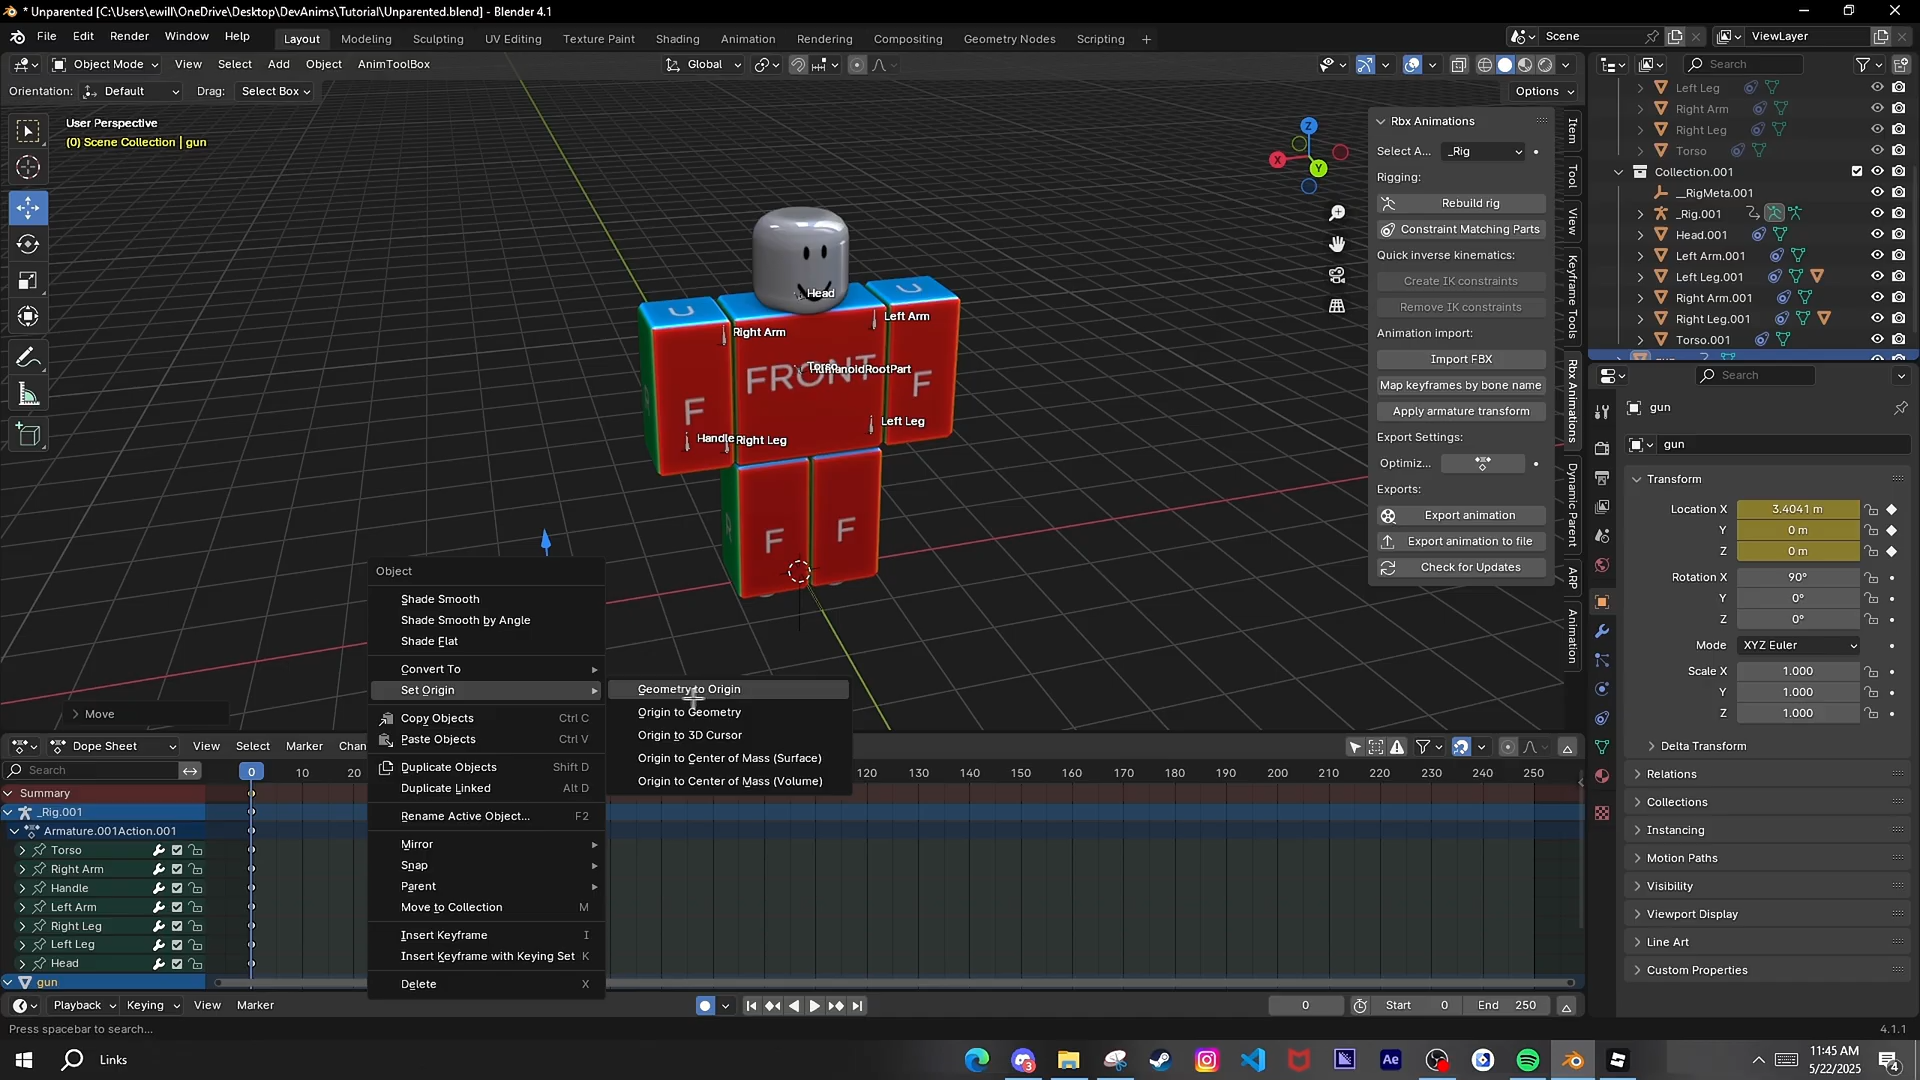 * Unparented [C:\Users\ewill\OneDrive\Desktop\DevAnims\Tutorial\Unparented.blend] - Blender 4.1
File Edit Render Window Help
Layout Modeling Sculpting UV Editing Texture Paint Shading Animation Rendering Compositing Geometry Nodes Scripting +
Scene
ViewLayer
Object Mode View Select Add Object AnimToolBox
Global
Search
Orientation: Default Drag: Select Box
Options
User Perspective
(0) Scene Collection | gun
Z
X
Y
Head
Right Arm
Left Arm
FRONT
HumanoidRootPart
Left Leg
Handle
Right Leg
U
U
F
F
F
F
Rbx Animations
Select A... _Rig
Rigging:
Rebuild rig
Constraint Matching Parts
Quick inverse kinematics:
Create IK constraints
Remove IK constraints
Animation import:
Import FBX
Map keyframes by bone name
Apply armature transform
Export Settings:
Optimiz...
Exports:
Export animation
Export animation to file
Check for Updates
Item
Tool
View
Keyframe Tools
Rbx Animations
Dynamic Parent
ARP
Animation
Left Leg
Right Arm
Right Leg
Torso
Collection.001
__RigMeta.001
_Rig.001
Head.001
Left Arm.001
Left Leg.001
Right Arm.001
Right Leg.001
Torso.001
Search
gun
gun
Transform
Location X 3.4041 m
Y 0 m
Z 0 m
Rotation X 90°
Y 0°
Z 0°
Mode XYZ Euler
Scale X 1.000
Y 1.000
Z 1.000
Delta Transform
Relations
Collections
Instancing
Motion Paths
Visibility
Viewport Display
Line Art
Custom Properties
Move
Object
Shade Smooth
Shade Smooth by Angle
Shade Flat
Convert To
Set Origin
Copy Objects Ctrl C
Paste Objects Ctrl V
Duplicate Objects Shift D
Duplicate Linked Alt D
Rename Active Object... F2
Mirror
Snap
Parent
Move to Collection M
Insert Keyframe I
Insert Keyframe with Keying Set K
Delete X
Geometry to Origin
Origin to Geometry
Origin to 3D Cursor
Origin to Center of Mass (Surface)
Origin to Center of Mass (Volume)
Dope Sheet View Select Marker Chan
Search
0 10 20 120 130 140 150 160 170 180 190 200 210 220 230 240 250
Summary
_Rig.001
Armature.001Action.001
Torso
Right Arm
Handle
Left Arm
Right Leg
Left Leg
Head
gun
Playback Keying View Marker
0 Start 0 End 250
Press spacebar to search...
4.1.1
Links
Ae
3
11:45 AM
5/22/2025
4